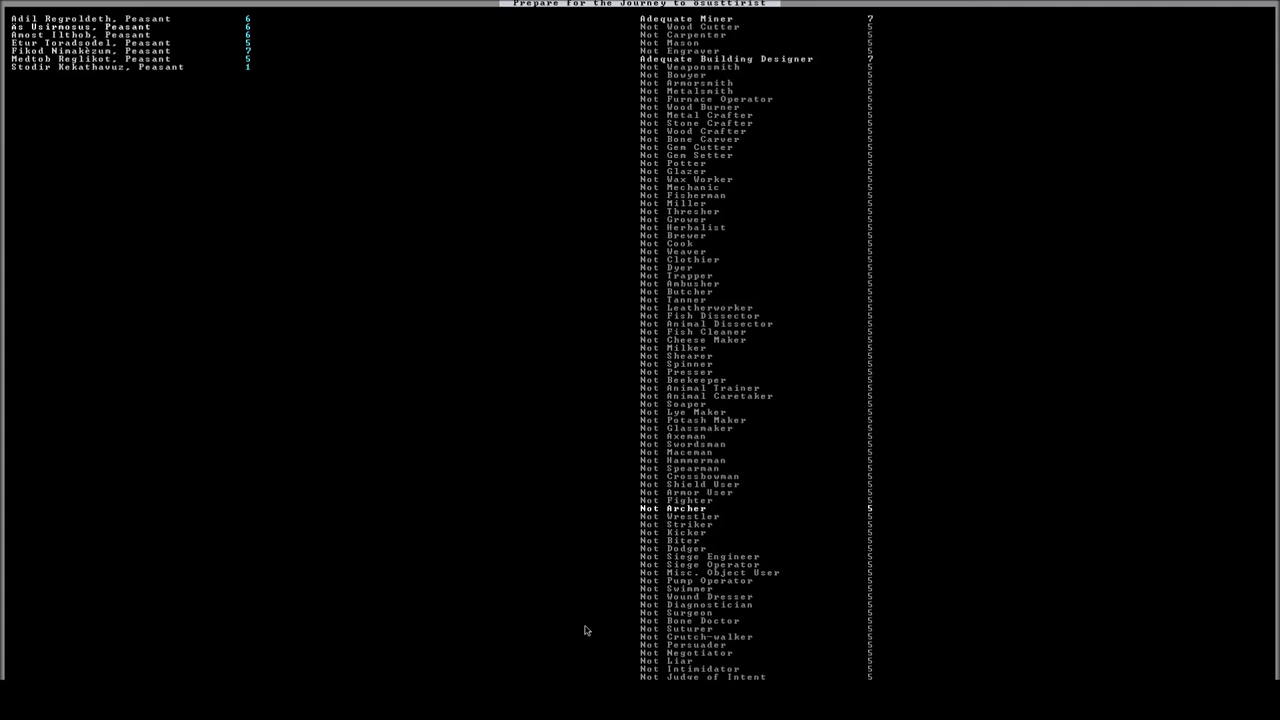 Prepare for the Journey to Osusttirist
Adil Regroldeth, Peasant 6
As Usirmosus, Peasant 6
Amost Ilthob, Peasant 6
Etur Toradsodel, Peasant 5
Fikod Nimakèzum, Peasant 7
Medtob Reglikot, Peasant 5
Stodir Kekathavuz, Peasant 1
Adequate Miner 7
Not Wood Cutter 5
Not Carpenter 5
Not Mason 5
Not Engraver 5
Adequate Building Designer 7
Not Weaponsmith 5
Not Bowyer 5
Not Armorsmith 5
Not Metalsmith 5
Not Furnace Operator 5
Not Wood Burner 5
Not Metal Crafter 5
Not Stone Crafter 5
Not Wood Crafter 5
Not Bone Carver 5
Not Gem Cutter 5
Not Gem Setter 5
Not Potter 5
Not Glazer 5
Not Wax Worker 5
Not Mechanic 5
Not Fisherman 5
Not Miller 5
Not Thresher 5
Not Grower 5
Not Herbalist 5
Not Brewer 5
Not Cook 5
Not Weaver 5
Not Clothier 5
Not Dyer 5
Not Trapper 5
Not Ambusher 5
Not Butcher 5
Not Tanner 5
Not Leatherworker 5
Not Fish Dissector 5
Not Animal Dissector 5
Not Fish Cleaner 5
Not Cheese Maker 5
Not Milker 5
Not Shearer 5
Not Spinner 5
Not Presser 5
Not Beekeeper 5
Not Animal Trainer 5
Not Animal Caretaker 5
Not Soaper 5
Not Lye Maker 5
Not Potash Maker 5
Not Glassmaker 5
Not Axeman 5
Not Swordsman 5
Not Maceman 5
Not Hammerman 5
Not Spearman 5
Not Crossbowman 5
Not Shield User 5
Not Armor User 5
Not Fighter 5
Not Archer 5
Not Wrestler 5
Not Striker 5
Not Kicker 5
Not Biter 5
Not Dodger 5
Not Siege Engineer 5
Not Siege Operator 5
Not Misc. Object User 5
Not Pump Operator 5
Not Swimmer 5
Not Wound Dresser 5
Not Diagnostician 5
Not Surgeon 5
Not Bone Doctor 5
Not Suturer 5
Not Crutch-walker 5
Not Persuader 5
Not Negotiator 5
Not Liar 5
Not Intimidator 5
Not Judge of Intent 5